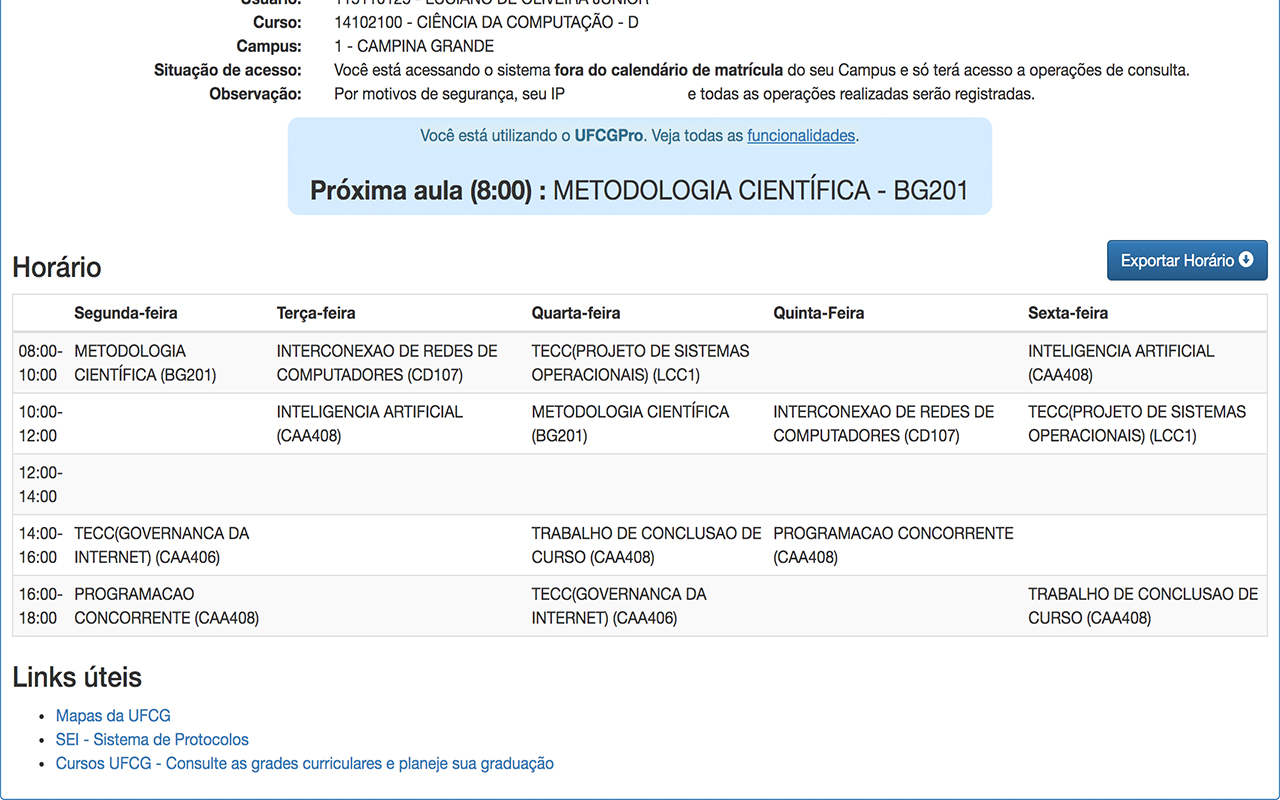 Usuário:
Curso: 14102100 - CIÊNCIA DA COMPUTAÇÃO - D
Campus: 1 - CAMPINA GRANDE
Situação de acesso: Você está acessando o sistema fora do calendário de matrícula do seu Campus e só terá acesso a operações de consulta.
Observação: Por motivos de segurança, seu IP e todas as operações realizadas serão registradas.
Você está utilizando o UFCGPro. Veja todas as funcionalidades.
Próxima aula (8:00) : METODOLOGIA CIENTÍFICA - BG201
Horário
Exportar Horário
Segunda-feira Terça-feira Quarta-feira Quinta-Feira Sexta-feira
08:00- METODOLOGIA INTERCONEXAO DE REDES DE TECC(PROJETO DE SISTEMAS INTELIGENCIA ARTIFICIAL
10:00 CIENTÍFICA (BG201) COMPUTADORES (CD107) OPERACIONAIS) (LCC1) (CAA408)
10:00- INTELIGENCIA ARTIFICIAL METODOLOGIA CIENTÍFICA INTERCONEXAO DE REDES DE TECC(PROJETO DE SISTEMAS
12:00 (CAA408) (BG201) COMPUTADORES (CD107) OPERACIONAIS) (LCC1)
12:00-
14:00
14:00- TECC(GOVERNANCA DA TRABALHO DE CONCLUSAO DE PROGRAMACAO CONCORRENTE
16:00 INTERNET) (CAA406) CURSO (CAA408) (CAA408)
16:00- PROGRAMACAO TECC(GOVERNANCA DA TRABALHO DE CONCLUSAO DE
18:00 CONCORRENTE (CAA408) INTERNET) (CAA406) CURSO (CAA408)
Links úteis
Mapas da UFCG
SEI - Sistema de Protocolos
Cursos UFCG - Consulte as grades curriculares e planeje sua graduação